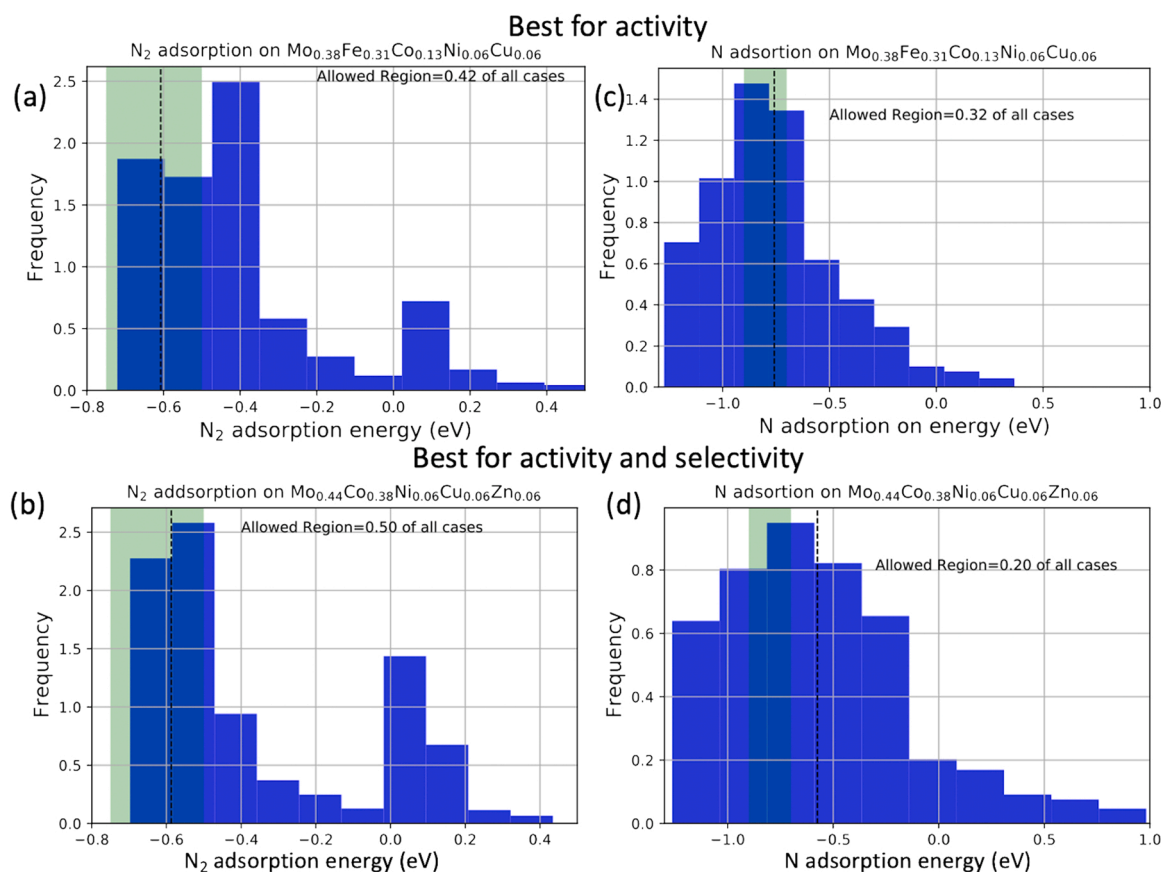 Best for activity
N₂ adsorption on Mo₀.₃₈Fe₀.₃₁Co₀.₁₃Ni₀.₀₆Cu₀.₀₆
(a)
Allowed Region=0.42 of all cases
2.5
2.0
1.5
1.0
0.5
0.0
Frequency
−0.8 −0.6 −0.4 −0.2 0.0 0.2 0.4
N₂ adsorption energy (eV)
N adsortion on Mo₀.₃₈Fe₀.₃₁Co₀.₁₃Ni₀.₀₆Cu₀.₀₆
(c)
Allowed Region=0.32 of all cases
1.4
1.2
1.0
0.8
0.6
0.4
0.2
0.0
Frequency
−1.0 −0.5 0.0 0.5 1.0
N adsorption on energy (eV)
Best for activity and selectivity
N₂ addsorption on Mo₀.₄₄Co₀.₃₈Ni₀.₀₆Cu₀.₀₆Zn₀.₀₆
(b)
Allowed Region=0.50 of all cases
2.5
2.0
1.5
1.0
0.5
0.0
Frequency
−0.8 −0.6 −0.4 −0.2 0.0 0.2 0.4
N₂ adsorption energy (eV)
N adsortion on Mo₀.₄₄Co₀.₃₈Ni₀.₀₆Cu₀.₀₆Zn₀.₀₆
(d)
Allowed Region=0.20 of all cases
0.8
0.6
0.4
0.2
0.0
Frequency
−1.0 −0.5 0.0 0.5 1.0
N adsorption energy (eV)